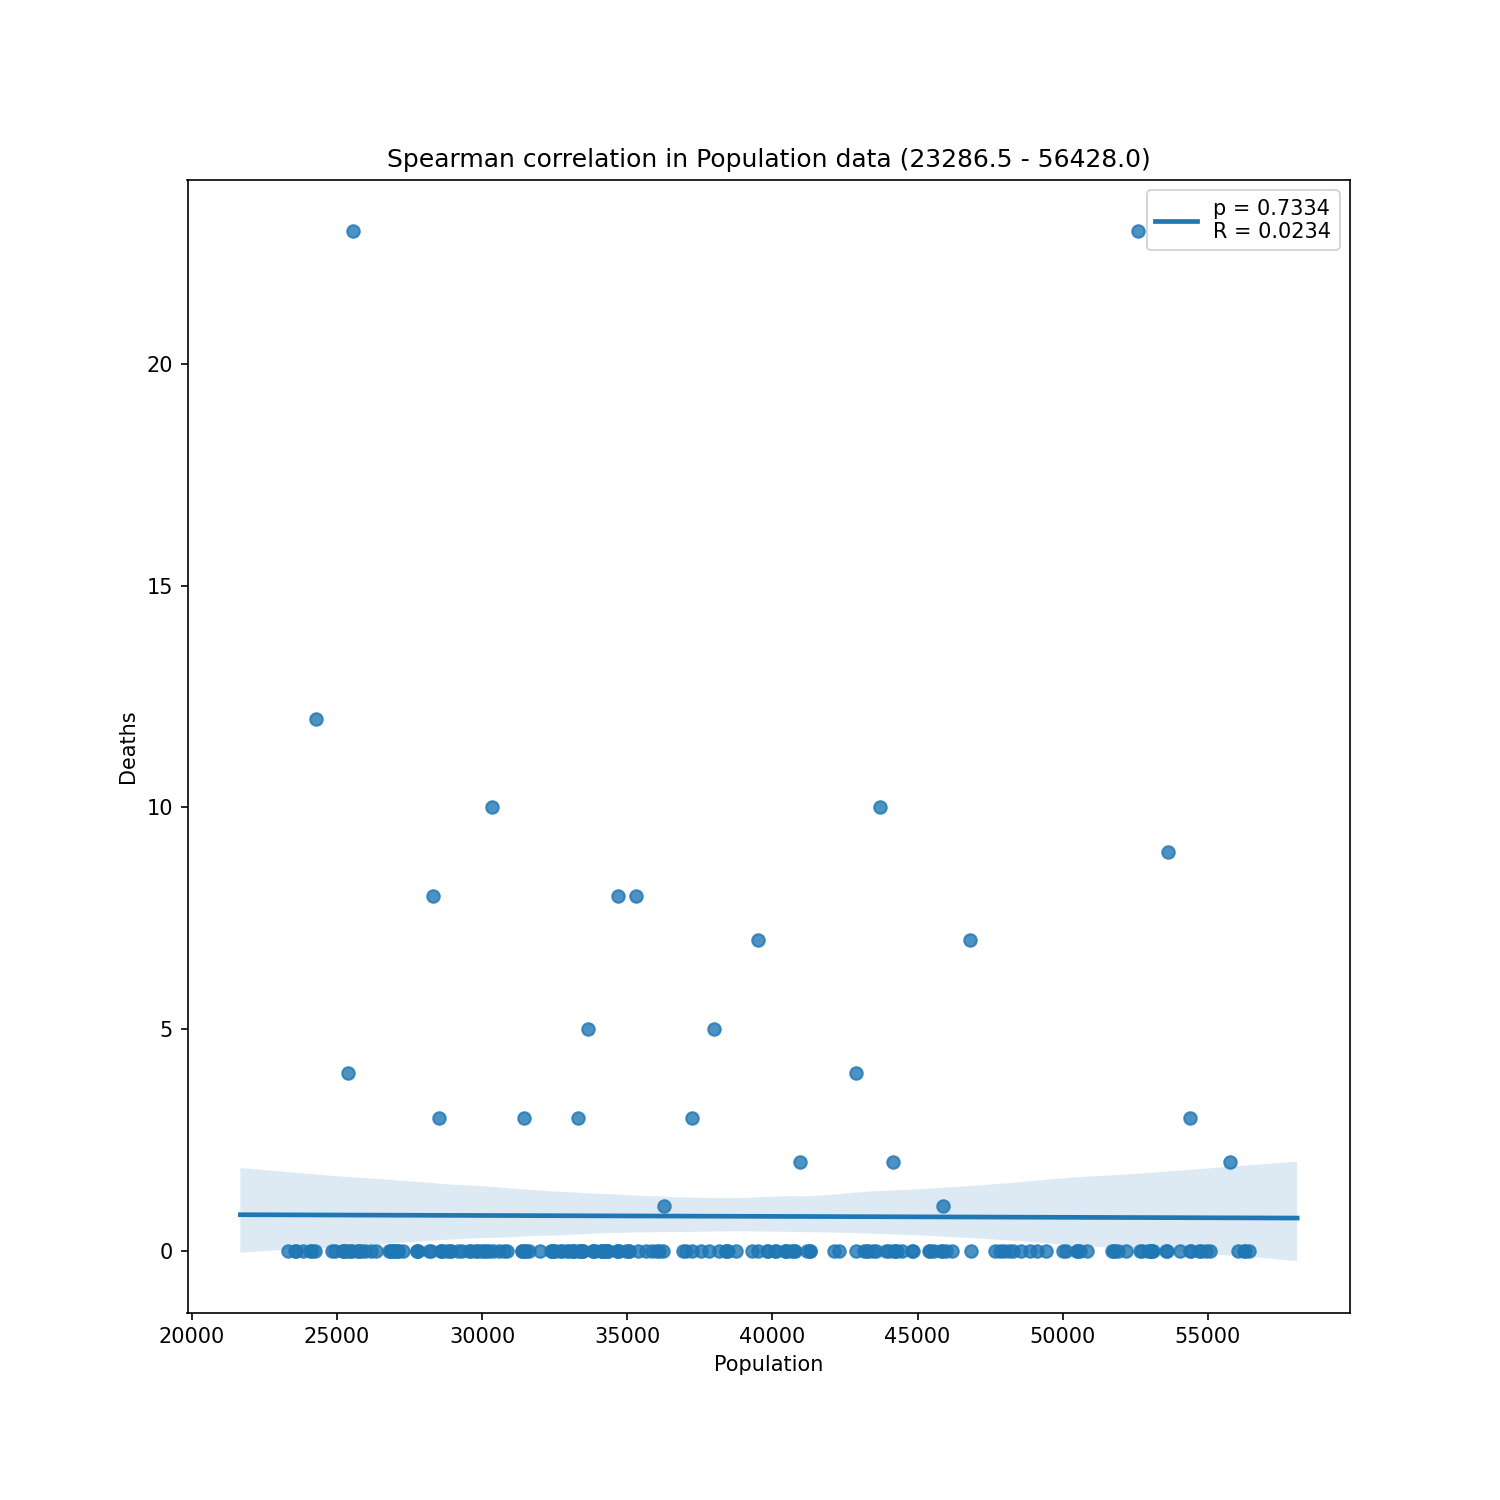 Spearman correlation in Population data (23286.5 - 56428.0)
p = 0.7334
R = 0.0234
20
15
10
5
0
Deaths
20000 25000 30000 35000 40000 45000 50000 55000
Population